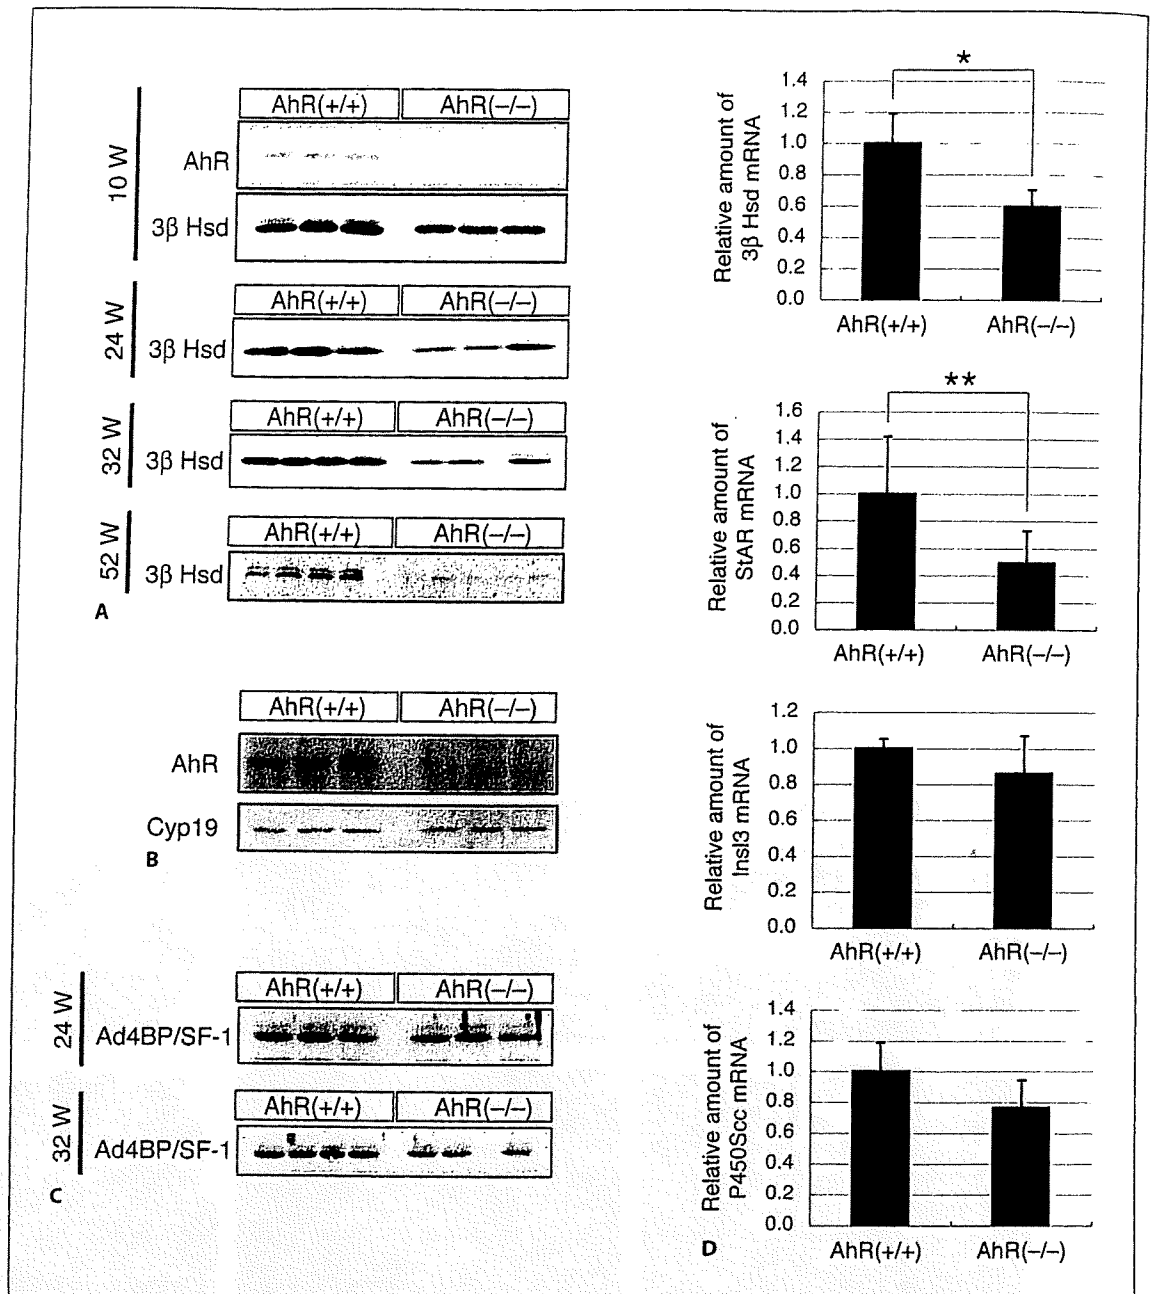 10 W
AhR(+/+) AhR(−/−)
AhR
3β Hsd
24 W
AhR(+/+) AhR(−/−)
3β Hsd
32 W
AhR(+/+) AhR(−/−)
3β Hsd
52 W
AhR(+/+) AhR(−/−)
3β Hsd
A
AhR(+/+) AhR(−/−)
AhR
Cyp19
B
24 W
AhR(+/+) AhR(−/−)
Ad4BP/SF-1
32 W
AhR(+/+) AhR(−/−)
Ad4BP/SF-1
C
*
Relative amount of
3β Hsd mRNA
1.4
1.2
1.0
0.8
0.6
0.4
0.2
0.0
AhR(+/+) AhR(−/−)
**
Relative amount of
StAR mRNA
1.6
1.4
1.2
1.0
0.8
0.6
0.4
0.2
0.0
AhR(+/+) AhR(−/−)
Relative amount of
Insl3 mRNA
1.2
1.0
0.8
0.6
0.4
0.2
0.0
AhR(+/+) AhR(−/−)
Relative amount of
P450Scc mRNA
1.4
1.2
1.0
0.8
0.6
0.4
0.2
0.0
AhR(+/+) AhR(−/−)
D